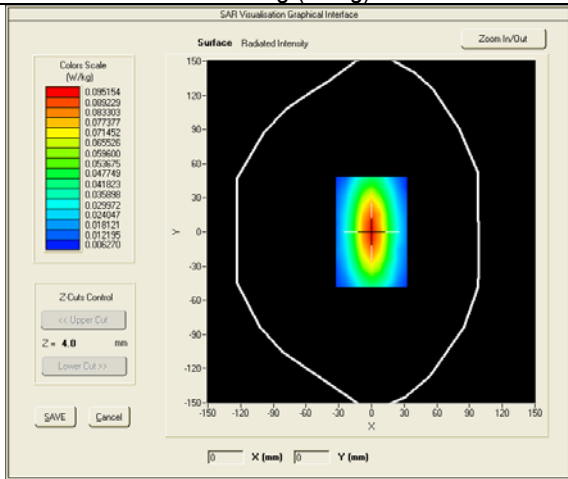 SAR Visualisation Graphical Interface
Surface Radiated Intensity
Zoom In/Out
Colors Scale
(W/kg)
0.095154
0.089229
0.083303
0.077377
0.071452
0.065526
0.059600
0.053675
0.047749
0.041823
0.035898
0.029972
0.024047
0.018121
0.012195
0.006270
150
120
90
60
30
0
-30
-60
-90
-120
-150
Y
-150 -120 -90 -60 -30 0 30 60 90 120 150
X
Z-Cuts Control
<< Upper Cut
Z = 4.0 mm
Lower Cut >>
SAVE Cancel
0 X (mm) 0 Y (mm)